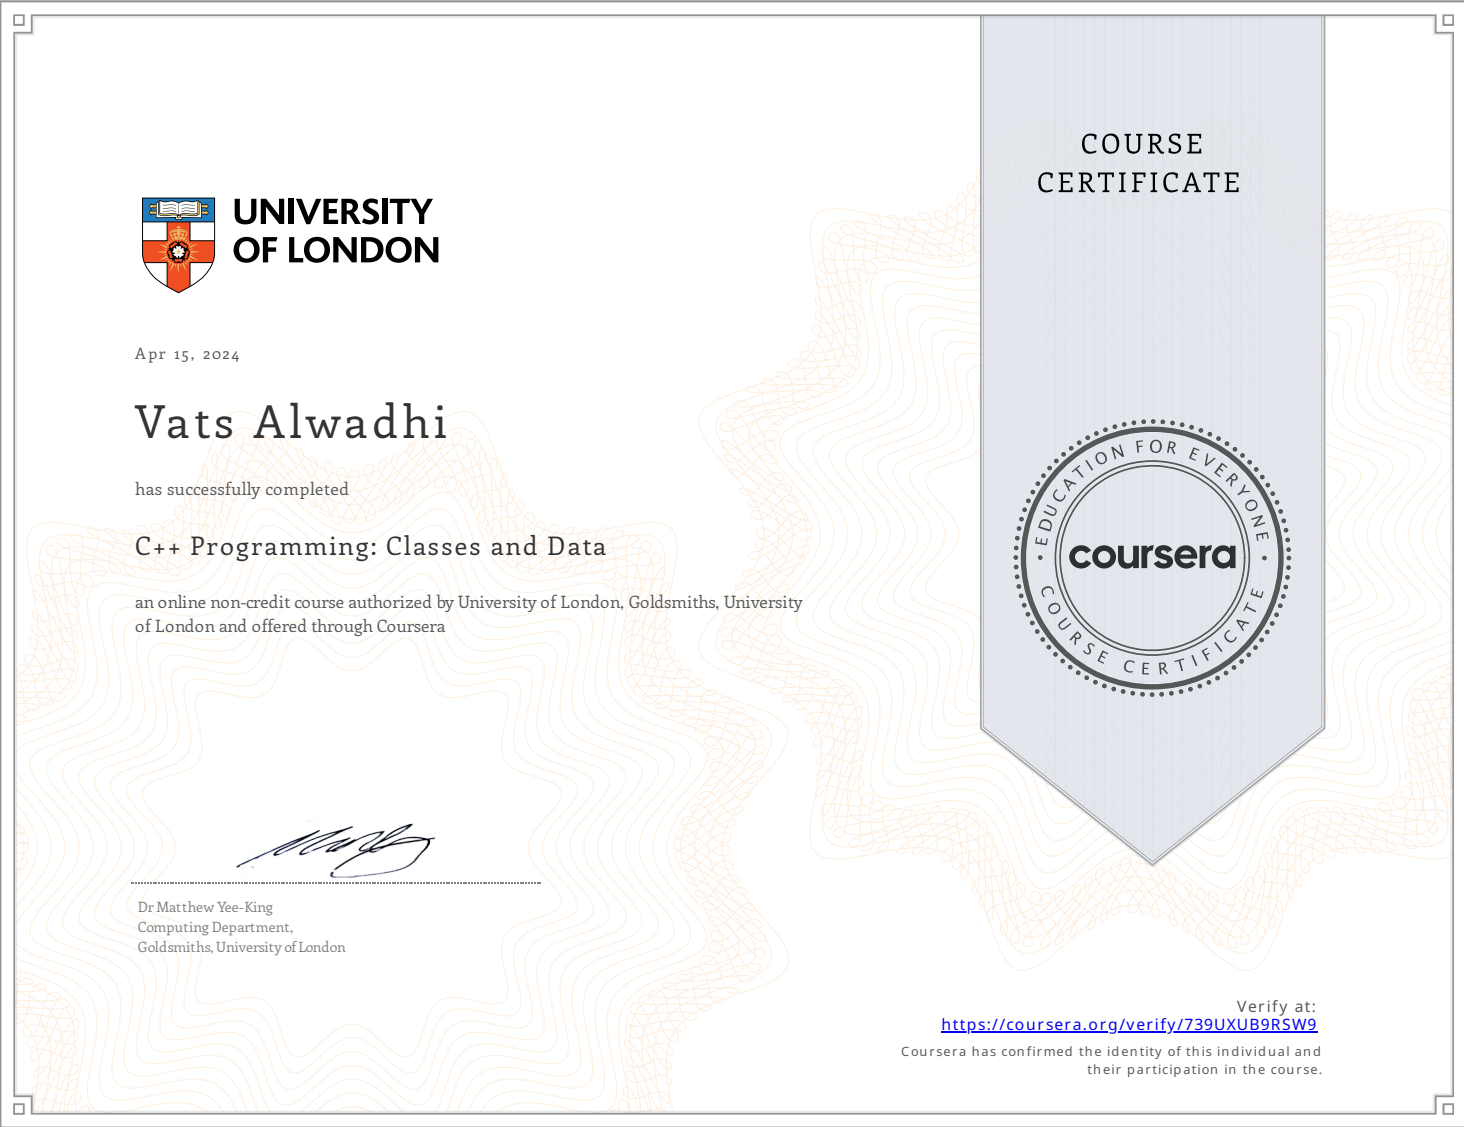 COURSE
CERTIFICATE
UNIVERSITY
OF LONDON
Apr 15, 2024
Vats Alwadhi
has successfully completed
C++ Programming: Classes and Data
an online non-credit course authorized by University of London, Goldsmiths, University
of London and offered through Coursera
EDUCATION FOR EVERYONE
coursera
COURSE CERTIFICATE
Dr Matthew Yee-King
Computing Department,
Goldsmiths, University of London
Verify at:
https://coursera.org/verify/739UXUB9RSW9
Coursera has confirmed the identity of this individual and
their participation in the course.